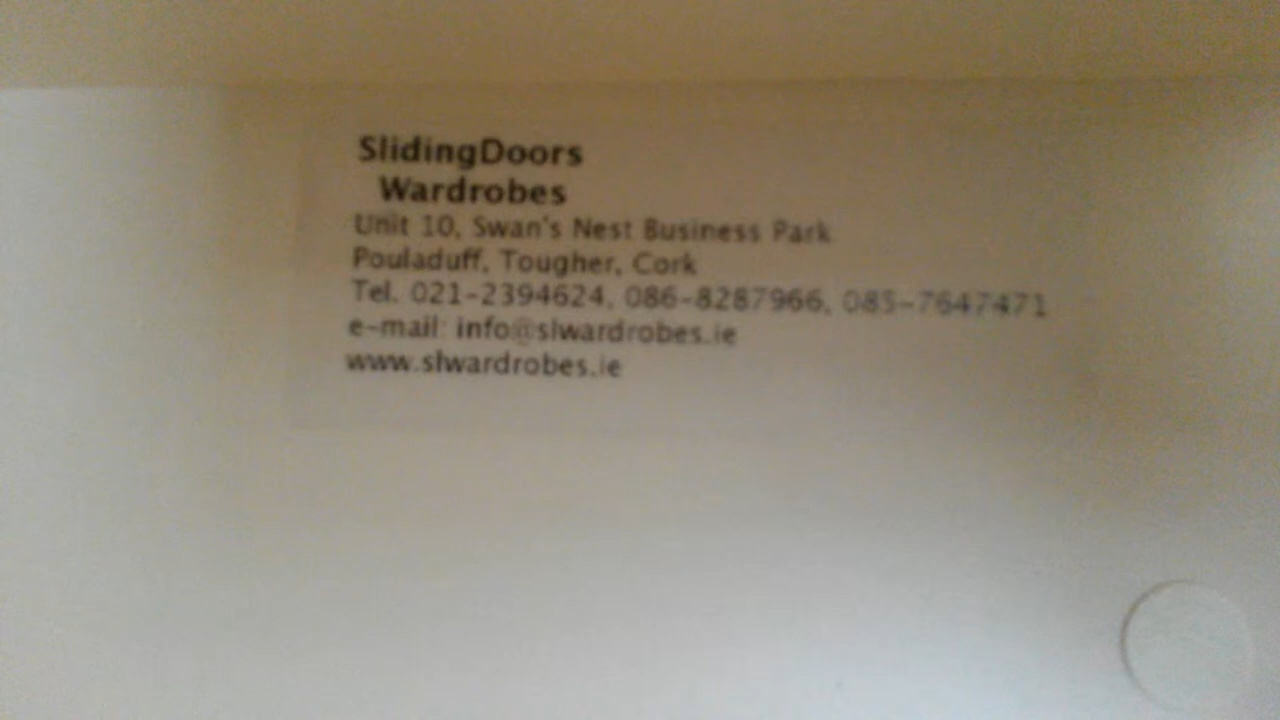 SlidingDoors
Wardrobes
Unit 10, Swan's Nest Business Park
Pouladuff, Tougher, Cork
Tel. 021-2394624, 086-8287966, 085-7647471
e-mail: info@slwardrobes.ie
www.slwardrobes.ie